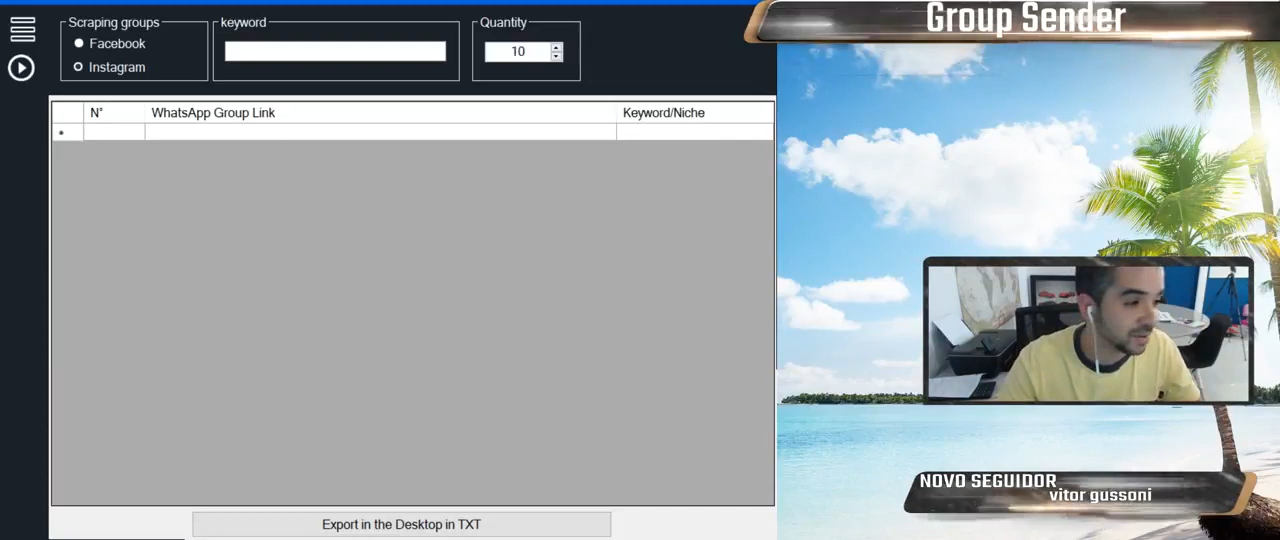 Scraping groups
Facebook
Instagram
keyword
Quantity
10
N°
WhatsApp Group Link
Keyword/Niche
Export in the Desktop in TXT
Group Sender
NOVO SEGUIDOR
vitor gussoni